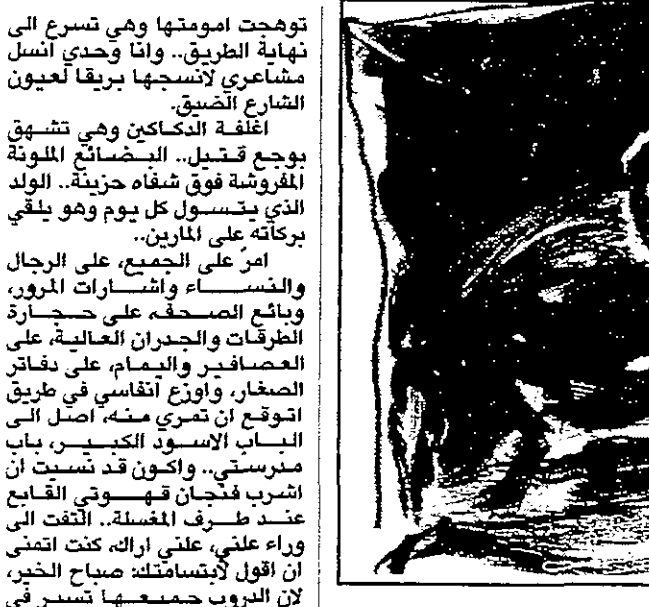 توهجت امومتها وهي تسرع الى
نهاية الطريق.. وانا وحدي انسل
مشاعري لانسجها بريقا لعيون
الشارع الضيق.
اغلفة الدكاكين وهي تشهق
بوجع قتيل.. البضائع الملونة
المفروشة فوق شفاه حزينة.. الولد
الذي يتسول كل يوم وهو يلقي
بركاته على المارين..
امرّ على الجميع، على الرجال
والنساء واشارات المرور،
وبائع الصحف، على حجارة
الطرقات والجدران العالية، على
العصافير واليمام، على دفاتر
الصغار، واوزع انفاسي في طريق
اتوقع ان تمري منه، اصل الى
الباب الاسود الكبير، باب
مدرستي.. واكون قد نسيت ان
اشرب فنجان قهوتي القابع
عند طرف المغسلة.. التفت الى
وراء علني، علني اراك، كنت اتمنى
ان اقول لابتسامتك: صباح الخير،
لان الدروب جميعها تسير في